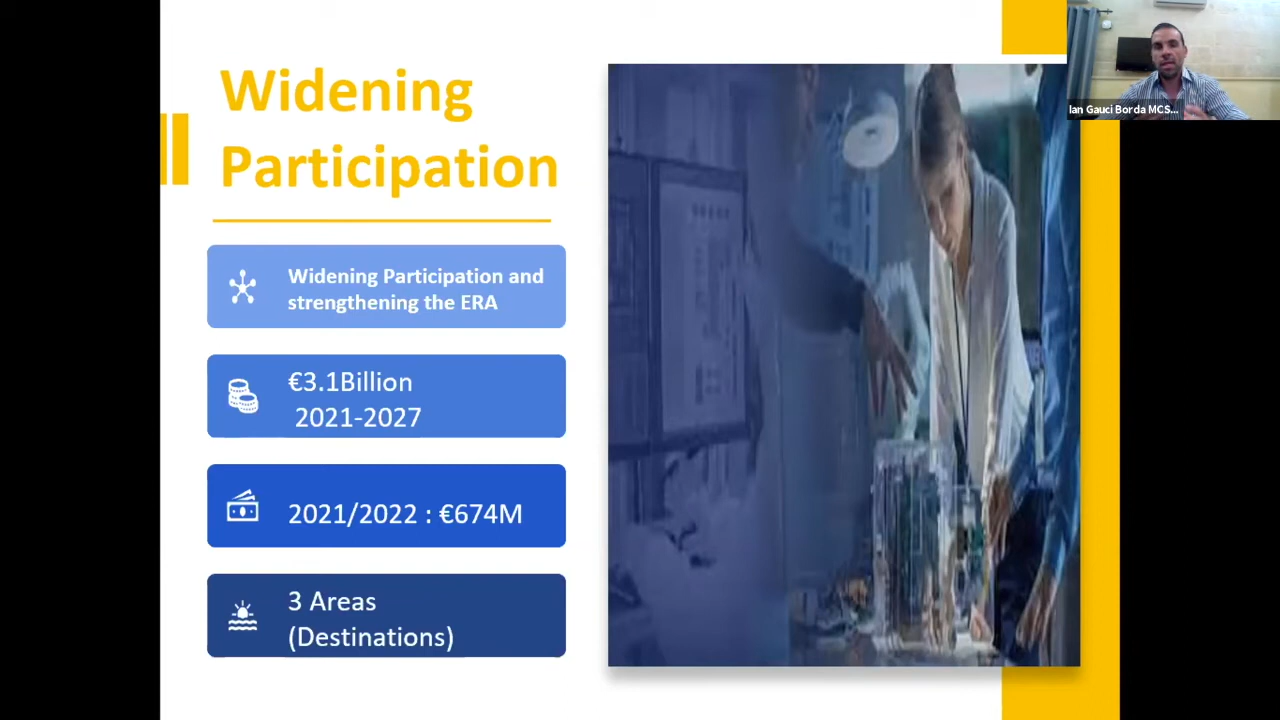 Widening
Participation
Widening Participation and
strengthening the ERA
€3.1Billion
2021-2027
2021/2022 : €674M
3 Areas
(Destinations)
Ian Gauci Borda MCS...